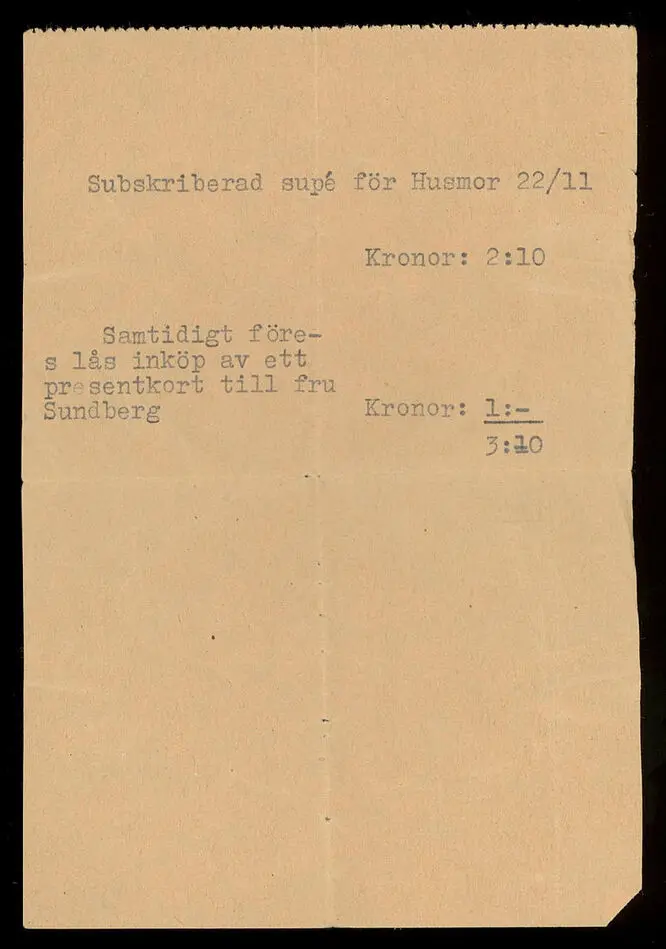 Subskriberad supé för Husmor 22/11
Kronor: 2:10
Samtidigt före-
s lås inköp av ett
presentkort till fru
Sundberg Kronor: 1:-
3:10